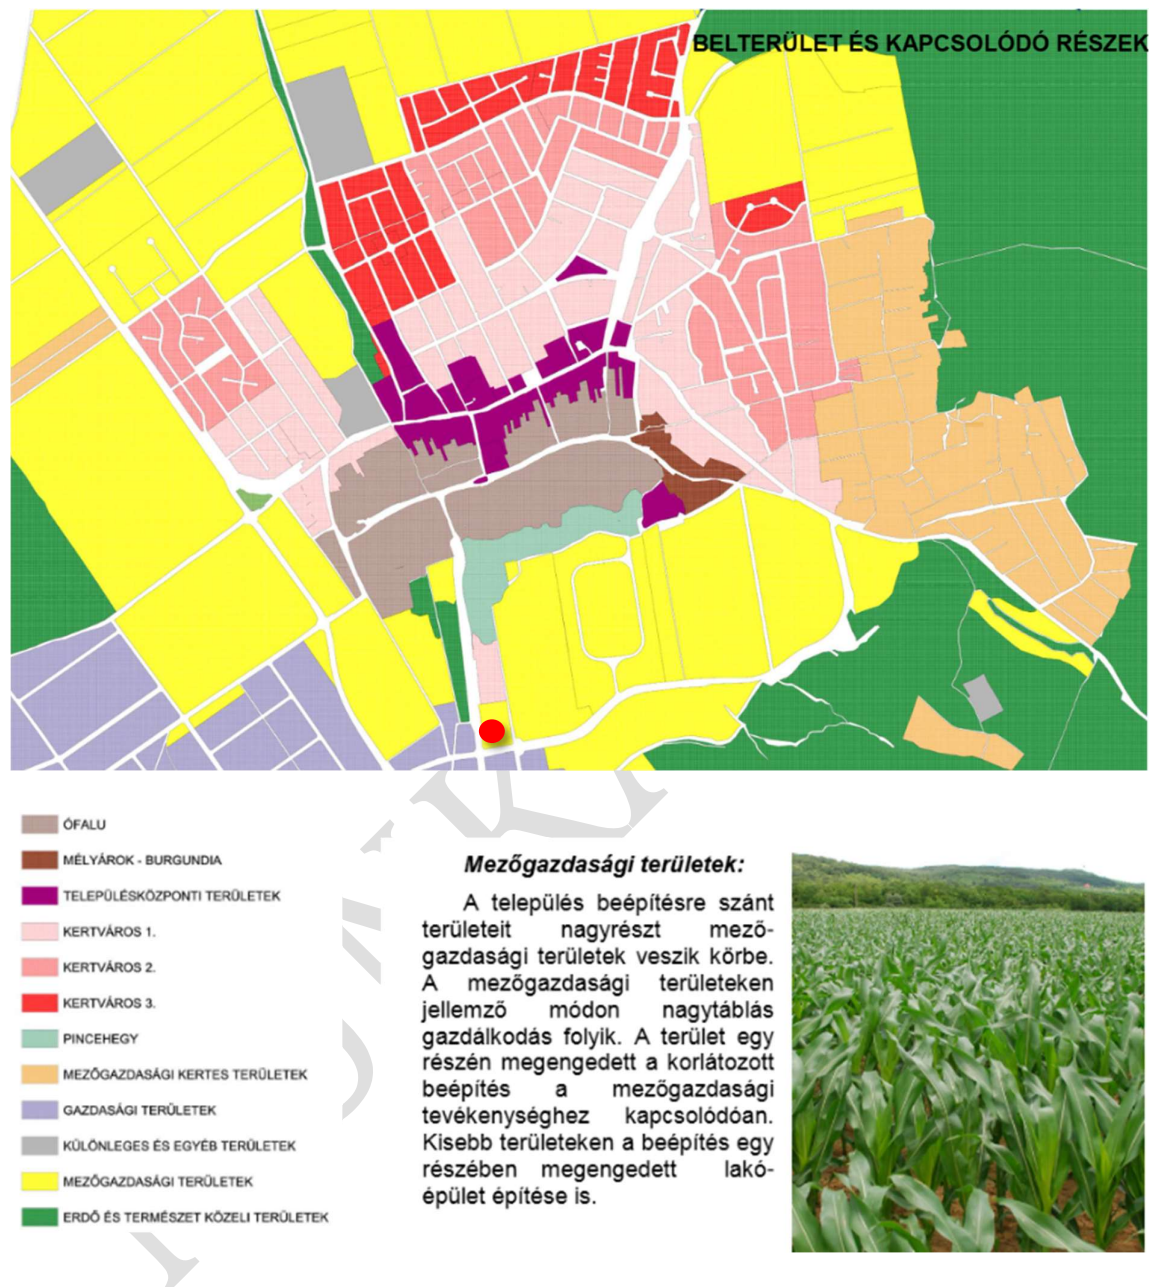 BELTERÜLET ÉS KAPCSOLÓDÓ RÉSZEK
ÓFALU
MÉLYÁROK - BURGUNDIA
TELEPÜLÉSKÖZPONTI TERÜLETEK
KERTVÁROS 1.
KERTVÁROS 2.
KERTVÁROS 3.
PINCEHEGY
MEZŐGAZDASÁGI KERTES TERÜLETEK
GAZDASÁGI TERÜLETEK
KÜLÖNLEGES ÉS EGYÉB TERÜLETEK
MEZŐGAZDASÁGI TERÜLETEK
ERDŐ ÉS TERMÉSZET KÖZELI TERÜLETEK
Mezőgazdasági területek:
A település beépítésre szánt
területeit nagyrészt mező-
gazdasági területek veszik körbe.
A mezőgazdasági területeken
jellemző módon nagytáblás
gazdálkodás folyik. A terület egy
részén megengedett a korlátozott
beépítés a mezőgazdasági
tevékenységhez kapcsolódóan.
Kisebb területeken a beépítés egy
részében megengedett lakó-
épület építése is.